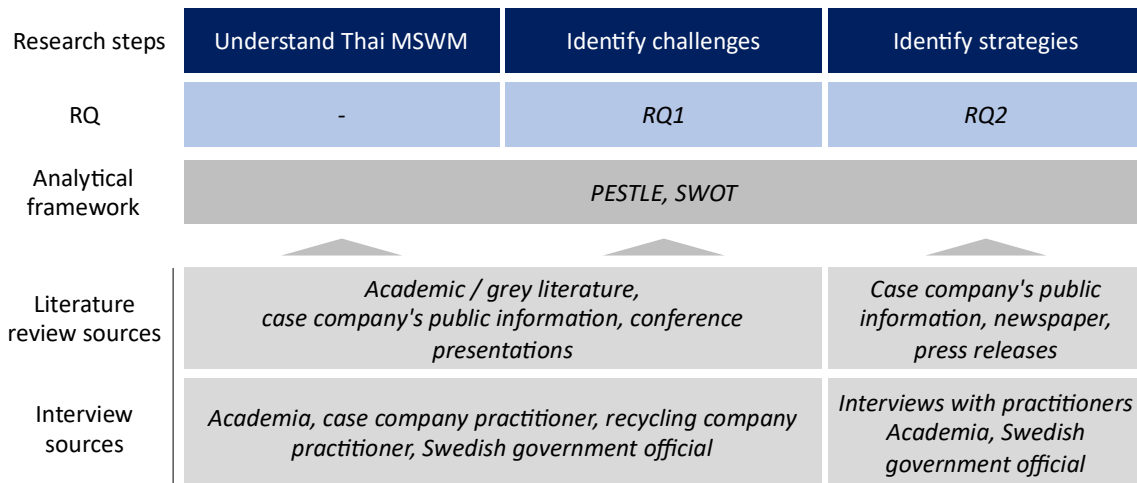 Research steps
Understand Thai MSWM
Identify challenges
Identify strategies
RQ
-
RQ1
RQ2
Analytical
framework
PESTLE, SWOT
Literature
review sources
Academic / grey literature,
case company's public information, conference
presentations
Case company's public
information, newspaper,
press releases
Interview
sources
Academia, case company practitioner, recycling company
practitioner, Swedish government official
Interviews with practitioners
Academia, Swedish
government official